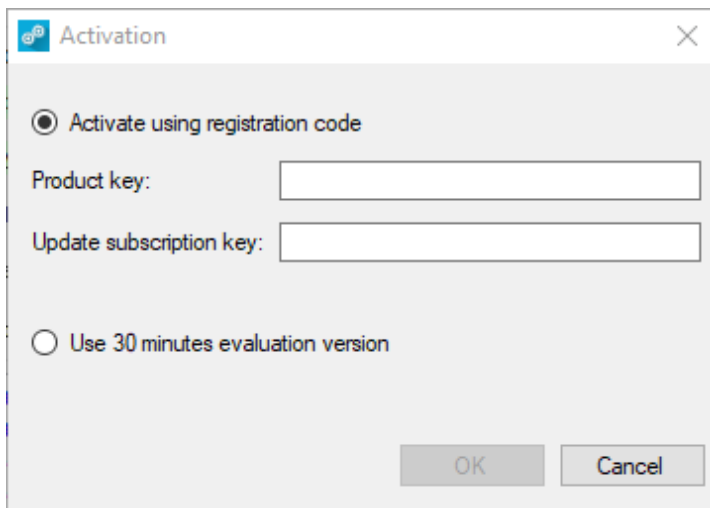 Activation
Activate using registration code
Product key:
Update subscription key:
Use 30 minutes evaluation version
OK
Cancel